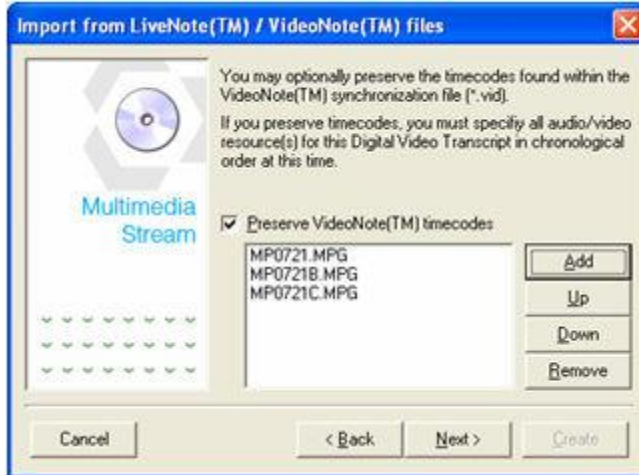 Import from LiveNote(TM) / VideoNote(TM) files
You may optionally preserve the timecodes found within the
VideoNote(TM) synchronization file (*.vid).
If you preserve timecodes, you must specifiy all audio/video
resource(s) for this Digital Video Transcript in chronological
order at this time.
Multimedia
Stream
Preserve VideoNote(TM) timecodes
MP0721.MPG
MP0721B.MPG
MP0721C.MPG
Add
Up
Down
Remove
Cancel
< Back
Next >
Create